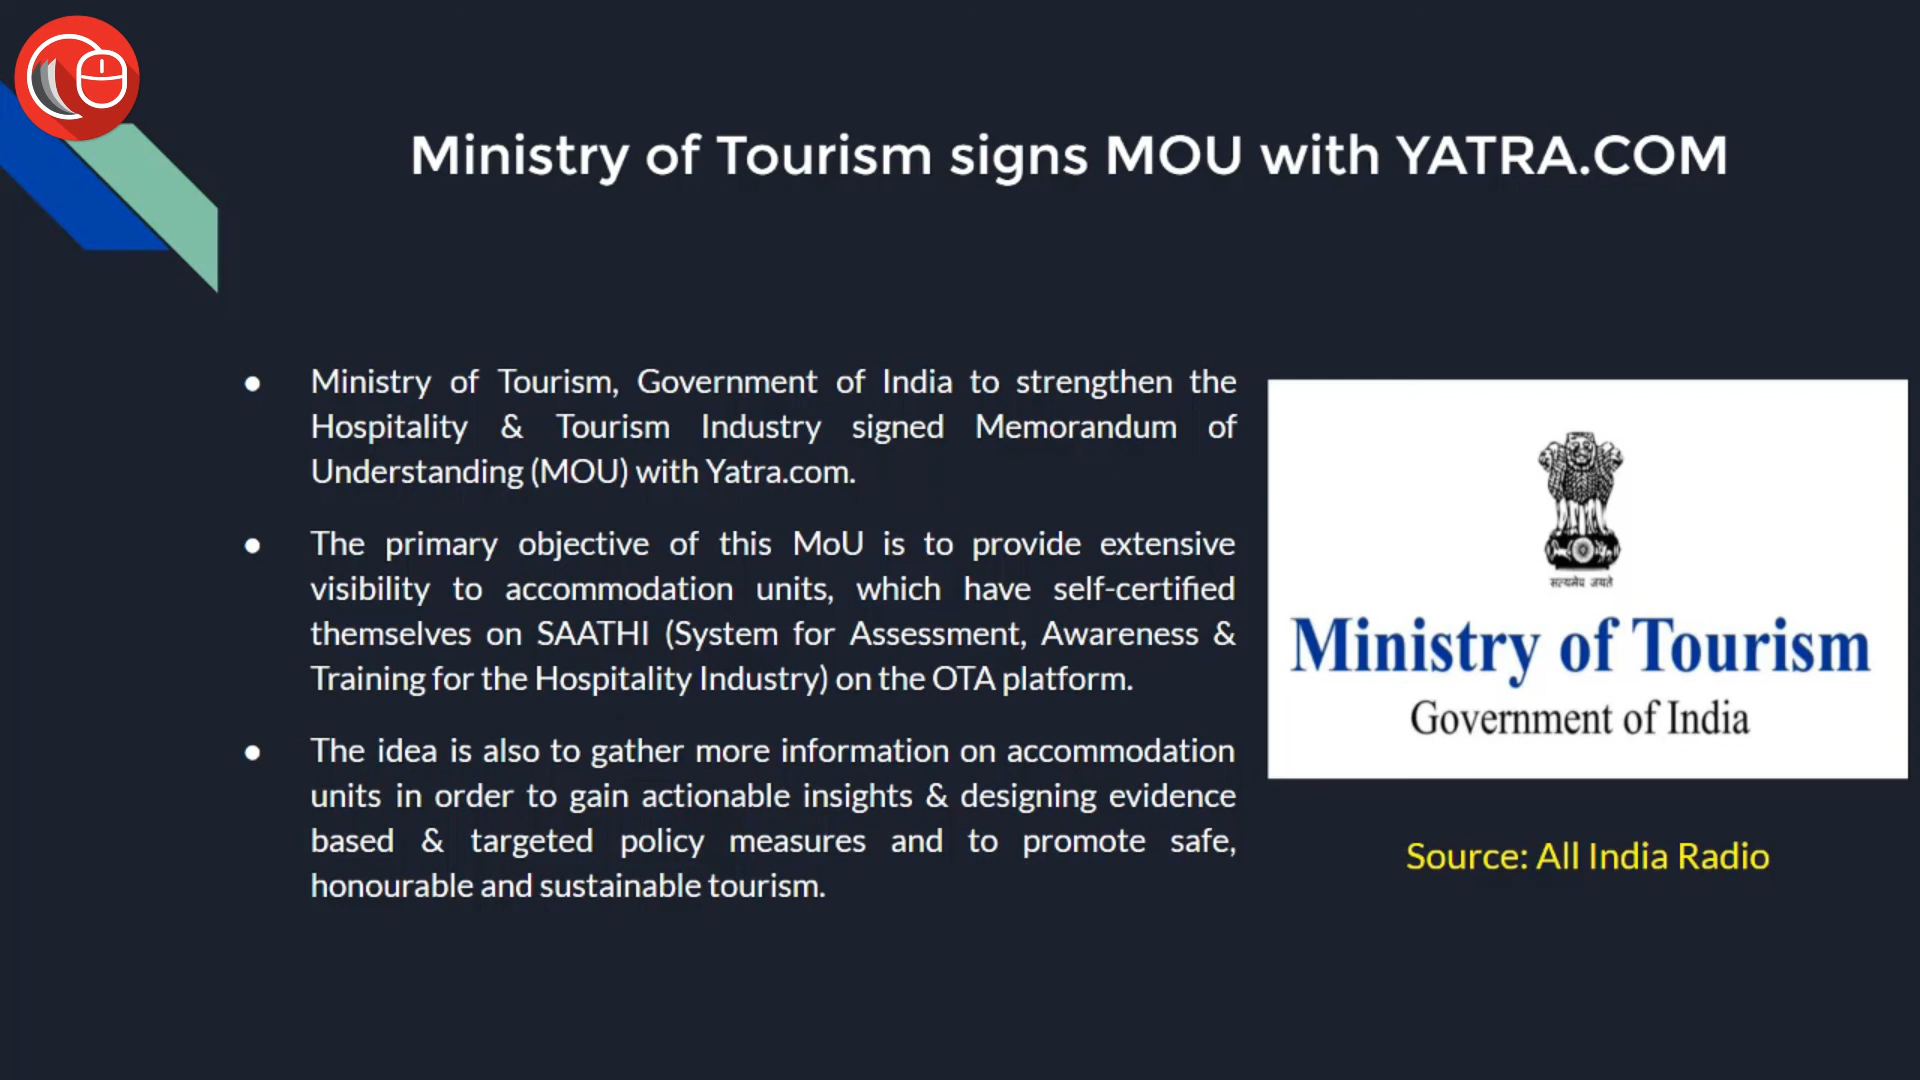 Ministry of Tourism signs MOU with YATRA.COM
● Ministry of Tourism, Government of India to strengthen the
Hospitality & Tourism Industry signed Memorandum of
Understanding (MOU) with Yatra.com.
● The primary objective of this MoU is to provide extensive
visibility to accommodation units, which have self-certified
themselves on SAATHI (System for Assessment, Awareness &
Training for the Hospitality Industry) on the OTA platform.
● The idea is also to gather more information on accommodation
units in order to gain actionable insights & designing evidence
based & targeted policy measures and to promote safe,
honourable and sustainable tourism.
सत्यमेव जयते
Ministry of Tourism
Government of India
Source: All India Radio